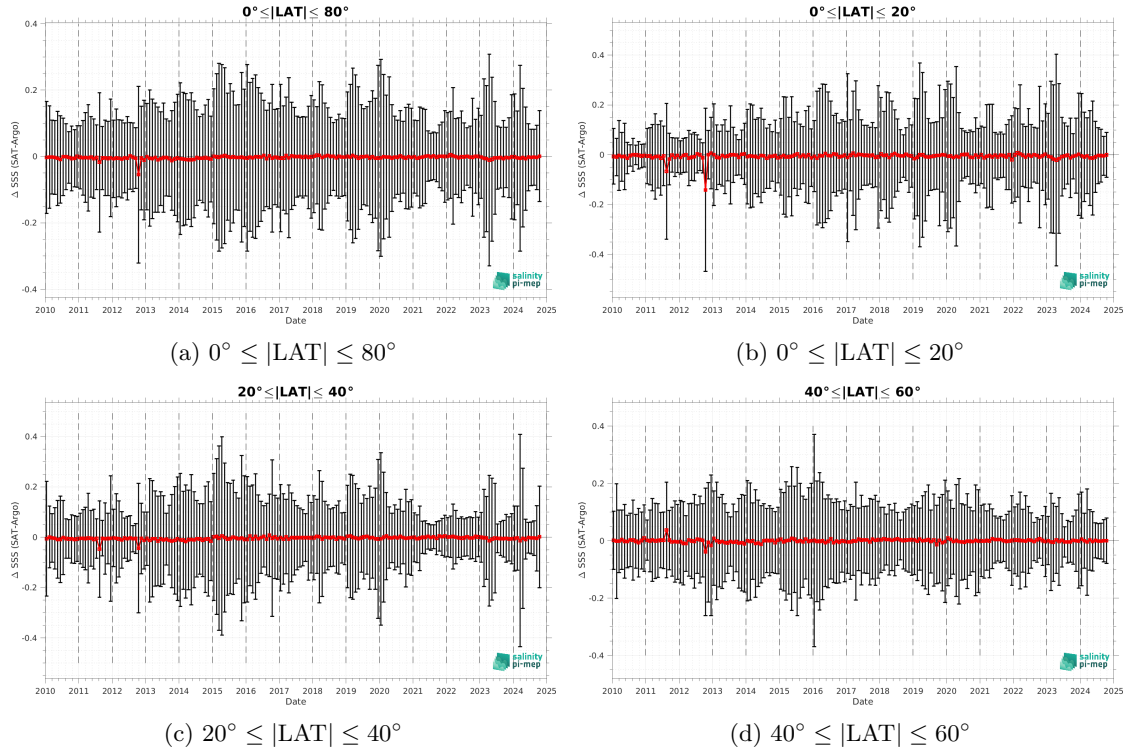 0°≤|LAT|≤ 80°
Δ SSS (SAT-Argo)
0.4
0.2
0
-0.2
-0.4
2010 2011 2012 2013 2014 2015 2016 2017 2018 2019 2020 2021 2022 2023 2024 2025
Date
salinity
pi-mep
(a) 0° ≤ |LAT| ≤ 80°
0°≤|LAT|≤ 20°
Δ SSS (SAT-Argo)
0.4
0.2
0
-0.2
-0.4
2010 2011 2012 2013 2014 2015 2016 2017 2018 2019 2020 2021 2022 2023 2024 2025
Date
salinity
pi-mep
(b) 0° ≤ |LAT| ≤ 20°
20°≤|LAT|≤ 40°
Δ SSS (SAT-Argo)
0.4
0.2
0
-0.2
-0.4
2010 2011 2012 2013 2014 2015 2016 2017 2018 2019 2020 2021 2022 2023 2024 2025
Date
salinity
pi-mep
(c) 20° ≤ |LAT| ≤ 40°
40°≤|LAT|≤ 60°
Δ SSS (SAT-Argo)
0.4
0.2
0
-0.2
-0.4
2010 2011 2012 2013 2014 2015 2016 2017 2018 2019 2020 2021 2022 2023 2024 2025
Date
salinity
pi-mep
(d) 40° ≤ |LAT| ≤ 60°